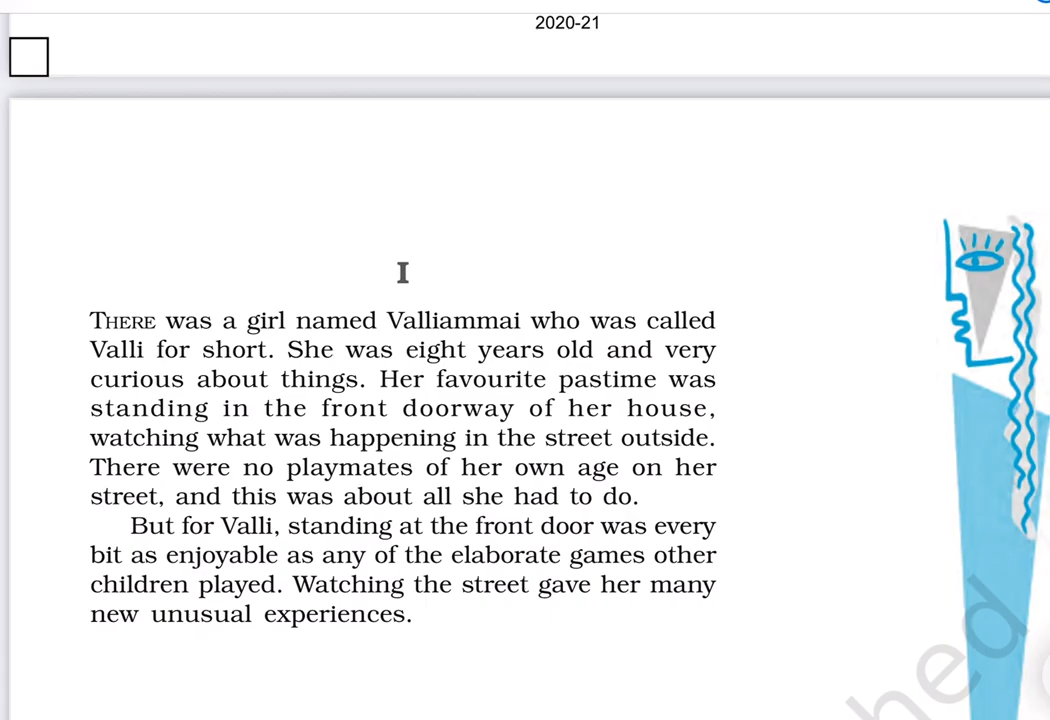 2020-21
I
THERE was a girl named Valliammai who was called
Valli for short. She was eight years old and very
curious about things. Her favourite pastime was
standing in the front doorway of her house,
watching what was happening in the street outside.
There were no playmates of her own age on her
street, and this was about all she had to do.
But for Valli, standing at the front door was every
bit as enjoyable as any of the elaborate games other
children played. Watching the street gave her many
new unusual experiences.
hed